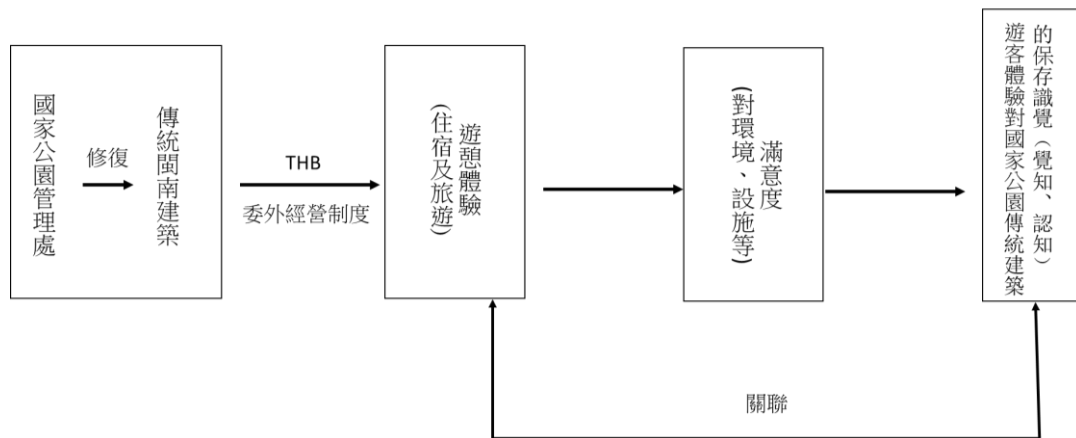 國家公園管理處
修復
傳統閩南建築
THB
委外經營制度
遊憩體驗
(住宿及旅遊)
滿意度
(對環境、設施等)
的保存識覺（覺知、認知）
遊客體驗對國家公園傳統建築
關聯